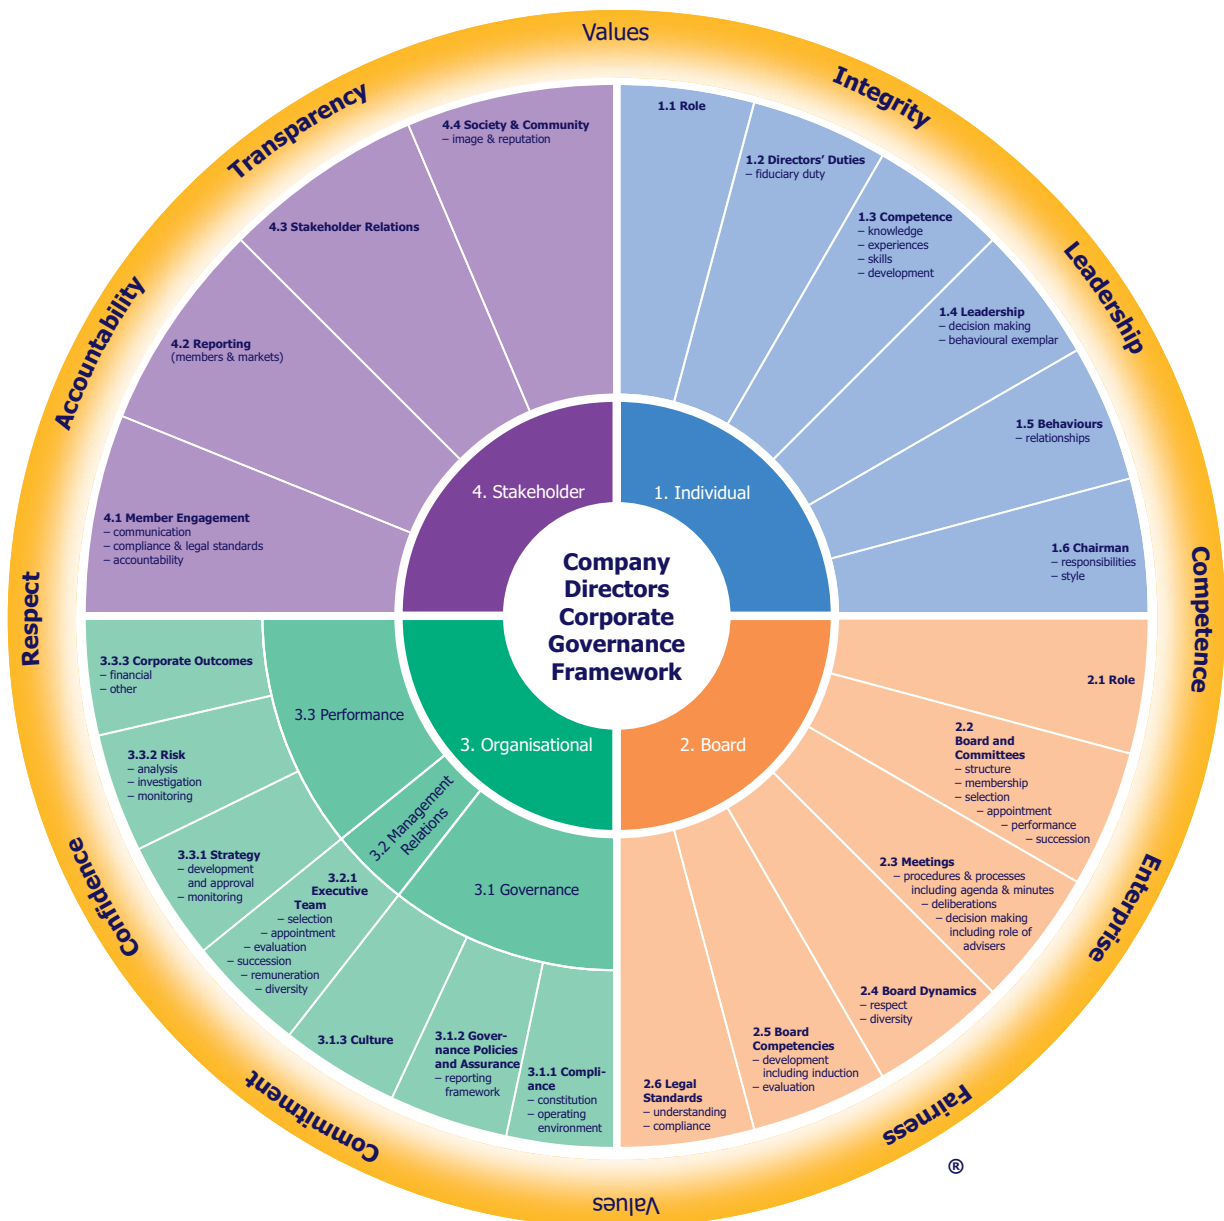 Values
Integrity
Leadership
Competence
Enterprise
Fairness
®
Values
Commitment
Confidence
Respect
Accountability
Transparency
Company
Directors
Corporate
Governance
Framework
1. Individual
1.1 Role
1.2 Directors’ Duties
– fiduciary duty
1.3 Competence
– knowledge
– experiences
– skills
– development
1.4 Leadership
– decision making
– behavioural exemplar
1.5 Behaviours
– relationships
1.6 Chairman
– responsibilities
– style
2. Board
2.1 Role
2.2
Board and
Committees
– structure
– membership
– selection
– appointment
– performance
– succession
2.3 Meetings
– procedures & processes
including agenda & minutes
– deliberations
– decision making
including role of
advisers
2.4 Board Dynamics
– respect
– diversity
2.5 Board
Competencies
– development
including induction
– evaluation
2.6 Legal
Standards
– understanding
– compliance
3. Organisational
3.1 Governance
3.1.1 Compli-
ance
– constitution
– operating
environment
3.1.2 Gover-
nance Policies
and Assurance
– reporting
framework
3.1.3 Culture
3.2 Management
Relations
3.2.1
Executive
Team
– selection
– appointment
– evaluation
– succession
– remuneration
– diversity
3.3 Performance
3.3.1 Strategy
– development
and approval
– monitoring
3.3.2 Risk
– analysis
– investigation
– monitoring
3.3.3 Corporate Outcomes
– financial
– other
4. Stakeholder
4.1 Member Engagement
– communication
– compliance & legal standards
– accountability
4.2 Reporting
(members & markets)
4.3 Stakeholder Relations
4.4 Society & Community
– image & reputation